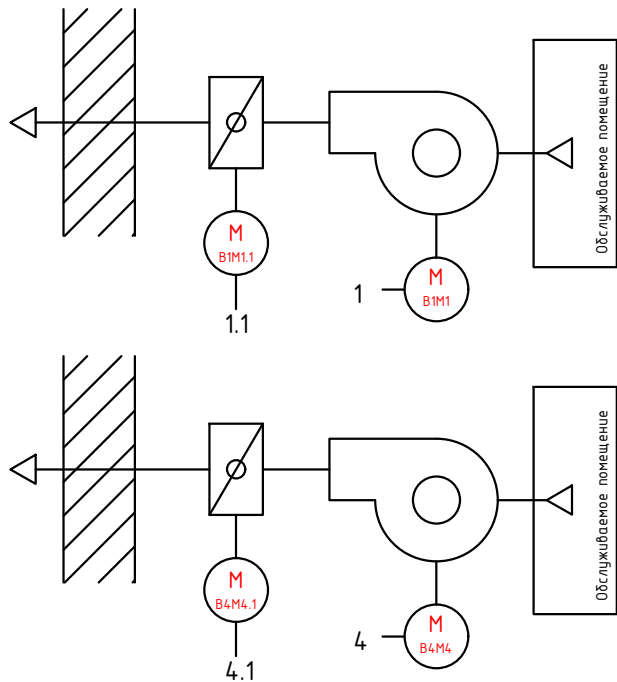 Обслуживаемое помещение
M
B1M1.1
1.1
M
B1M1
1
Обслуживаемое помещение
M
B4M4.1
4.1
M
B4M4
4